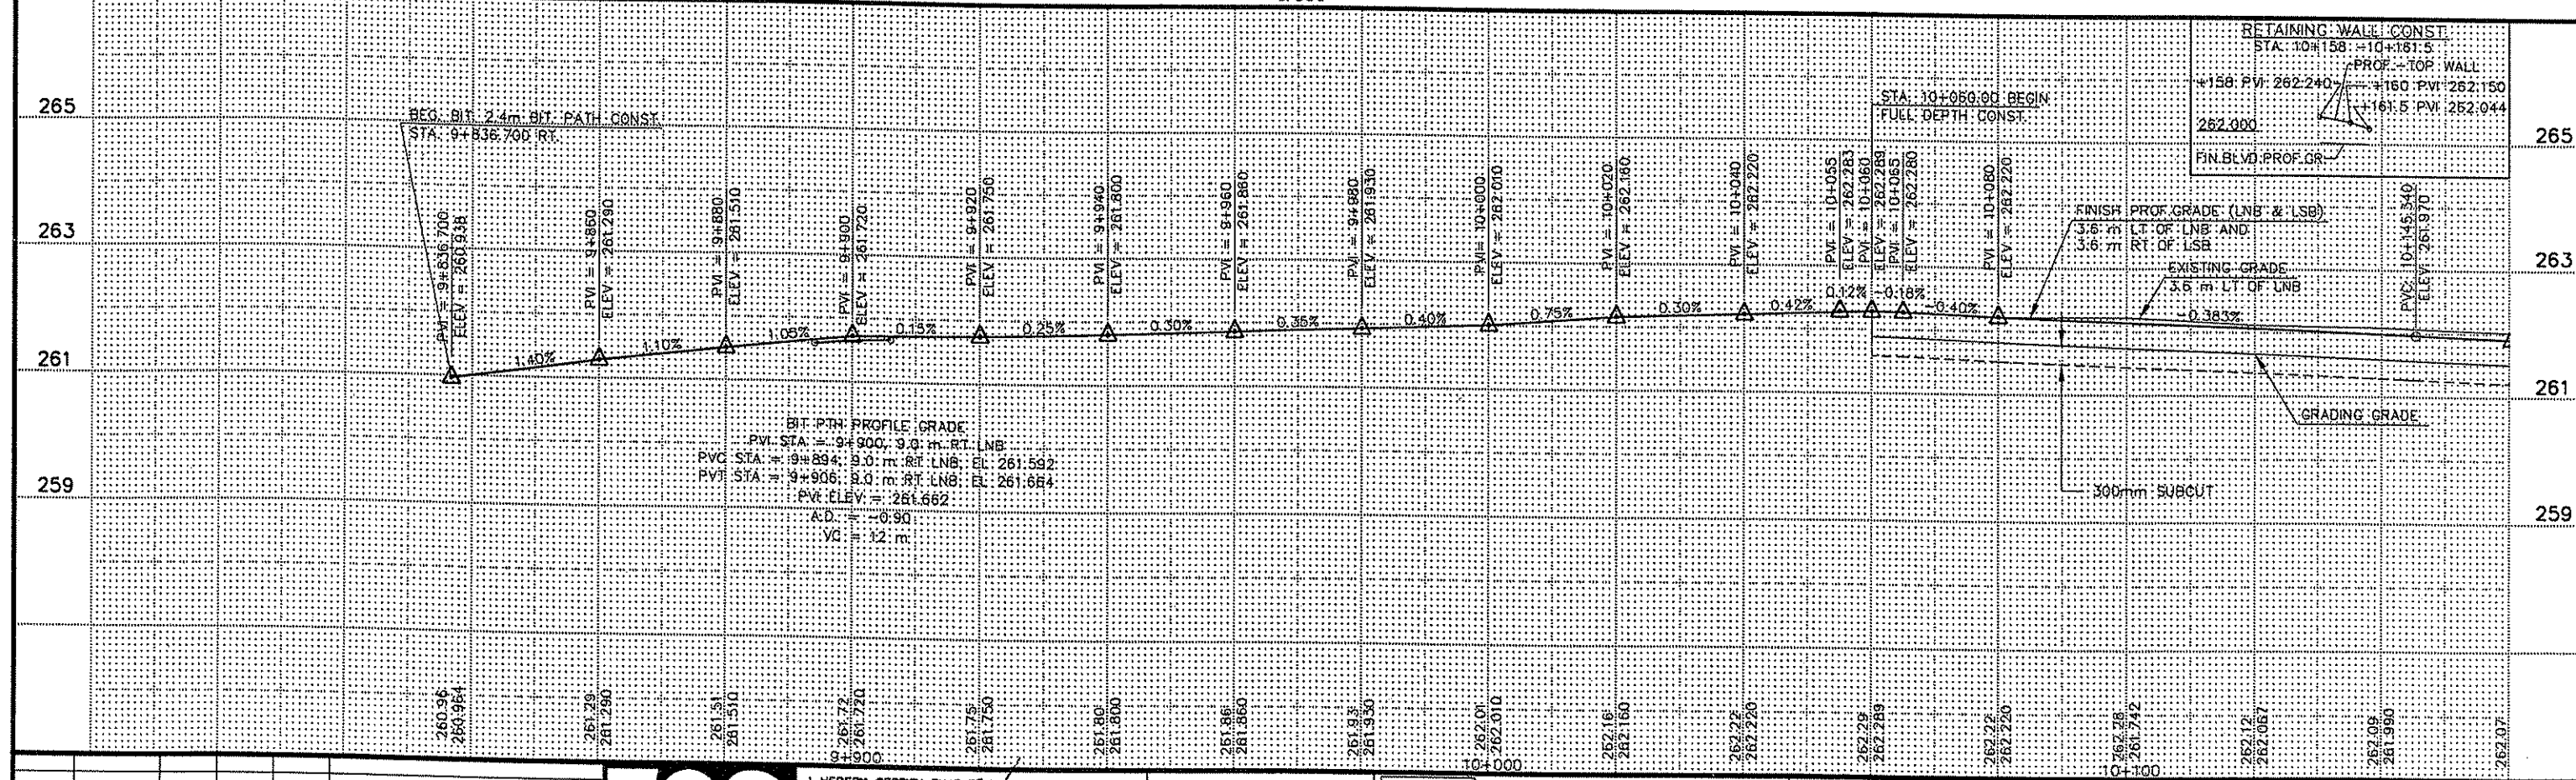 RETAINING WALL CONST.
STA. 10+158 -10+161.5
PROF.-TOP WALL
+158 PVI 262.240
+160 PVI 262.150
+161.5 PVI 262.044
262.000
FIN.BLVD.PROF.GR
265
265
263
263
261
261
259
259
BEG. BIT. 2.4m BIT. PATH CONST.
STA. 9+836.700 RT.
STA. 10+060.00 BEGIN
FULL DEPTH CONST.
PVI = 9+836.700
ELEV = 260.938
PVI = 9+860
ELEV = 261.290
PVI = 9+880
ELEV = 261.510
PVI = 9+900
ELEV = 261.720
PVI = 9+920
ELEV = 261.750
PVI = 9+940
ELEV = 261.800
PVI = 9+960
ELEV = 261.860
PVI = 9+980
ELEV = 261.930
PVI = 10+000
ELEV = 262.010
PVI = 10+020
ELEV = 262.160
PVI = 10+040
ELEV = 262.220
PVI = 10+055
ELEV = 262.283
PVI = 10+060
ELEV = 262.289
PVI = 10+065
ELEV = 262.280
PVI = 10+080
ELEV = 262.220
PVC 10+145.340
ELEV. 261.970
FINISH PROF.GRADE (LNB & LSB)
3.6 m LT OF LNB AND
3.6 m RT OF LSB
EXISTING GRADE
3.6 m LT OF LNB
1.40%
1.10%
1.05%
0.15%
0.25%
0.30%
0.35%
0.40%
0.75%
0.30%
0.42%
0.12%
-0.18%
-0.40%
-0.383%
GRADING GRADE
300mm SUBCUT
BIT PTH PROFILE GRADE
PVI STA = 9+900, 9.0 m RT LNB
PVC STA = 9+894, 9.0 m RT LNB, EL 261.592
PVT STA = 9+906, 9.0 m RT LNB, EL 261.664
PVI ELEV = 261.662
A.D. = -0.90
VC = 12 m
260.96
260.964
261.29
261.290
261.51
261.510
261.72
261.720
261.75
261.750
261.80
261.800
261.86
261.860
261.93
261.930
262.01
262.010
262.16
262.160
262.22
262.220
262.29
262.289
262.22
262.220
262.28
261.742
262.12
262.067
262.09
261.990
262.07
9+900
10+000
10+100